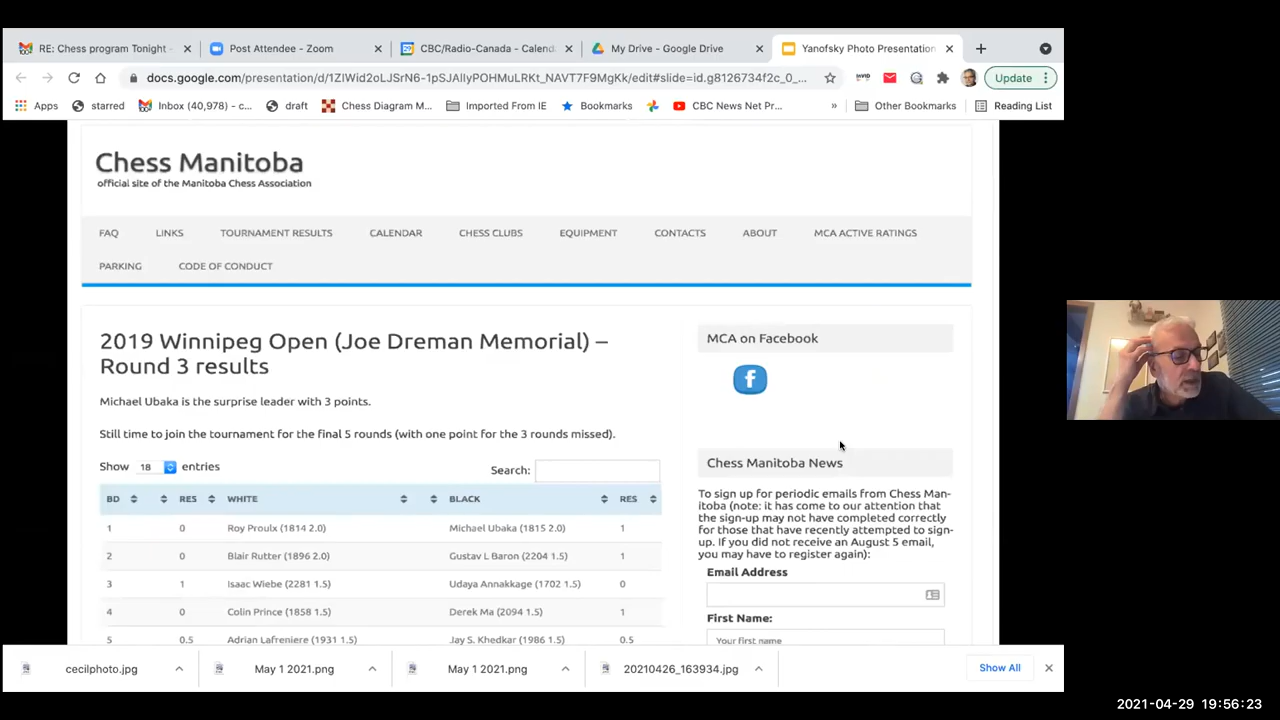 RE: Chess program Tonight -
Post Attendee - Zoom
CBC/Radio-Canada - Calend
My Drive - Google Drive
Yanofsky Photo Presentation
docs.google.com/presentation/d/1ZIWid2oLJSrN6-1pSJAIlyPOHMuLRKt_NAVT7F9MgKk/edit#slide=id.g8126734f2c_0_...
Update
Apps
starred
Inbox (40,978) - c...
draft
Chess Diagram M...
Imported From IE
Bookmarks
CBC News Net Pr...
»
Other Bookmarks
Reading List
Chess Manitoba
official site of the Manitoba Chess Association
FAQ LINKS TOURNAMENT RESULTS CALENDAR CHESS CLUBS EQUIPMENT CONTACTS ABOUT MCA ACTIVE RATINGS
PARKING CODE OF CONDUCT
2019 Winnipeg Open (Joe Dreman Memorial) –
Round 3 results
Michael Ubaka is the surprise leader with 3 points.
Still time to join the tournament for the final 5 rounds (with one point for the 3 rounds missed).
Show 18 entries
Search:
BD RES WHITE BLACK RES
1 0 Roy Proulx (1814 2.0) Michael Ubaka (1815 2.0) 1
2 0 Blair Rutter (1896 2.0) Gustav L Baron (2204 1.5) 1
3 1 Isaac Wiebe (2281 1.5) Udaya Annakkage (1702 1.5) 0
4 0 Colin Prince (1858 1.5) Derek Ma (2094 1.5) 1
5 0.5 Adrian Lafreniere (1931 1.5) Jay S. Khedkar (1986 1.5) 0.5
MCA on Facebook
Chess Manitoba News
To sign up for periodic emails from Chess Man-
itoba (note: it has come to our attention that
the sign-up may not have completed correctly
for those that have recently attempted to sign-
up. If you did not receive an August 5 email,
you may have to register again):
Email Address
First Name:
Your first name
cecilphoto.jpg
May 1 2021.png
May 1 2021.png
20210426_163934.jpg
Show All
2021-04-29 19:56:23